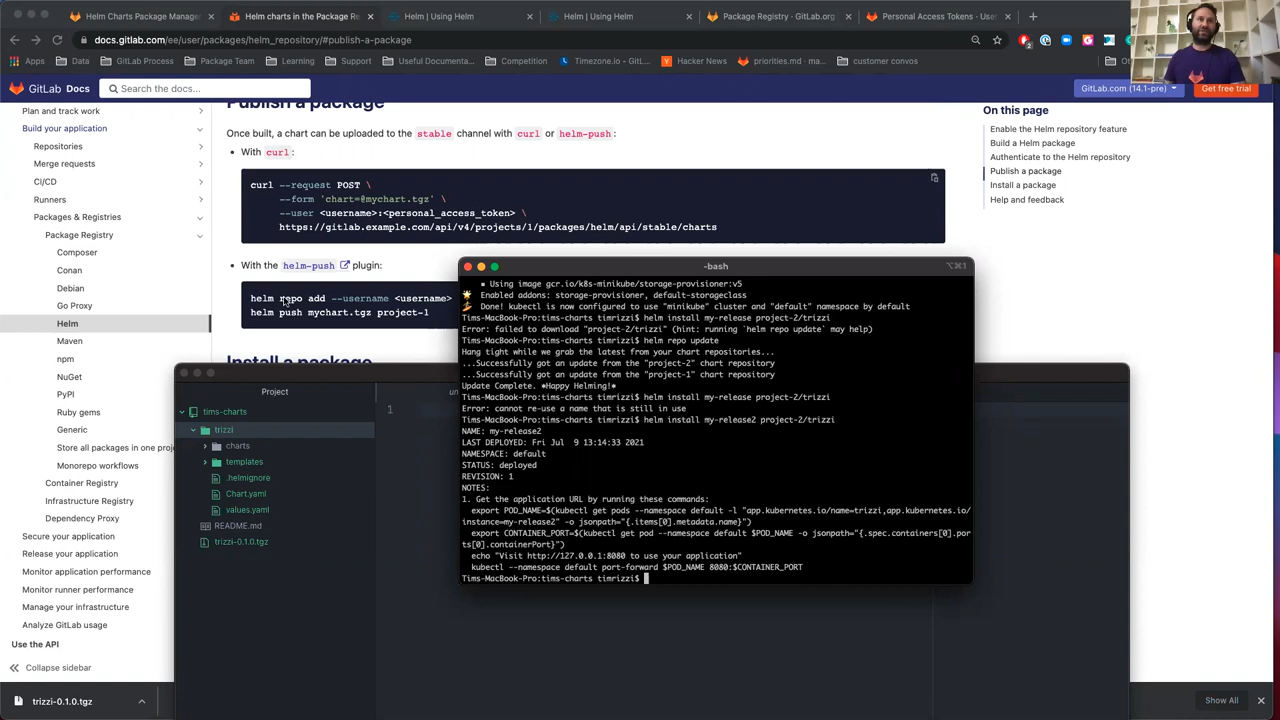 Helm Charts Package Manage
Helm charts in the Package Re
Helm | Using Helm
Helm | Using Helm
Package Registry · GitLab.org
Personal Access Tokens · Use
docs.gitlab.com/ee/user/packages/helm_repository/#publish-a-package
Apps
Data
GitLab Process
Package Team
Learning
Support
Useful Documenta...
Competition
Timezone.io - GitL...
Hacker News
priorities.md · ma...
customer convos
GitLab Docs
Search the docs...
GitLab.com (14.1-pre)
Get free trial
Plan and track work
Build your application
Repositories
Merge requests
CI/CD
Runners
Packages & Registries
Package Registry
Composer
Conan
Debian
Go Proxy
Helm
Maven
npm
NuGet
PyPI
Ruby gems
Generic
Store all packages in one proj
Monorepo workflows
Container Registry
Infrastructure Registry
Dependency Proxy
Secure your application
Release your application
Monitor application performance
Monitor runner performance
Manage your infrastructure
Analyze GitLab usage
Use the API
Collapse sidebar
Publish a package
Once built, a chart can be uploaded to the stable channel with curl or helm-push:
With curl:
curl --request POST \
--form 'chart=@mychart.tgz' \
--user <username>:<personal_access_token> \
https://gitlab.example.com/api/v4/projects/1/packages/helm/api/stable/charts
With the helm-push plugin:
helm repo add --username <username>
helm push mychart.tgz project-1
Install a package
On this page
Enable the Helm repository feature
Build a Helm package
Authenticate to the Helm repository
Publish a package
Install a package
Help and feedback
-bash
⌥⌘1
▪ Using image gcr.io/k8s-minikube/storage-provisioner:v5
🌟 Enabled addons: storage-provisioner, default-storageclass
🏄 Done! kubectl is now configured to use "minikube" cluster and "default" namespace by default
Tims-MacBook-Pro:tims-charts timrizzi$ helm install my-release project-2/trizzi
Error: failed to download "project-2/trizzi" (hint: running `helm repo update` may help)
Tims-MacBook-Pro:tims-charts timrizzi$ helm repo update
Hang tight while we grab the latest from your chart repositories...
...Successfully got an update from the "project-2" chart repository
...Successfully got an update from the "project-1" chart repository
Update Complete. ⎈Happy Helming!⎈
Tims-MacBook-Pro:tims-charts timrizzi$ helm install my-release project-2/trizzi
Error: cannot re-use a name that is still in use
Tims-MacBook-Pro:tims-charts timrizzi$ helm install my-release2 project-2/trizzi
NAME: my-release2
LAST DEPLOYED: Fri Jul  9 13:14:33 2021
NAMESPACE: default
STATUS: deployed
REVISION: 1
NOTES:
1. Get the application URL by running these commands:
export POD_NAME=$(kubectl get pods --namespace default -l "app.kubernetes.io/name=trizzi,app.kubernetes.io/
instance=my-release2" -o jsonpath="{.items[0].metadata.name}")
export CONTAINER_PORT=$(kubectl get pod --namespace default $POD_NAME -o jsonpath="{.spec.containers[0].por
ts[0].containerPort}")
echo "Visit http://127.0.0.1:8080 to use your application"
kubectl --namespace default port-forward $POD_NAME 8080:$CONTAINER_PORT
Tims-MacBook-Pro:tims-charts timrizzi$
Project
un
1
tims-charts
trizzi
charts
templates
.helmignore
Chart.yaml
values.yaml
README.md
trizzi-0.1.0.tgz
trizzi-0.1.0.tgz
Show All